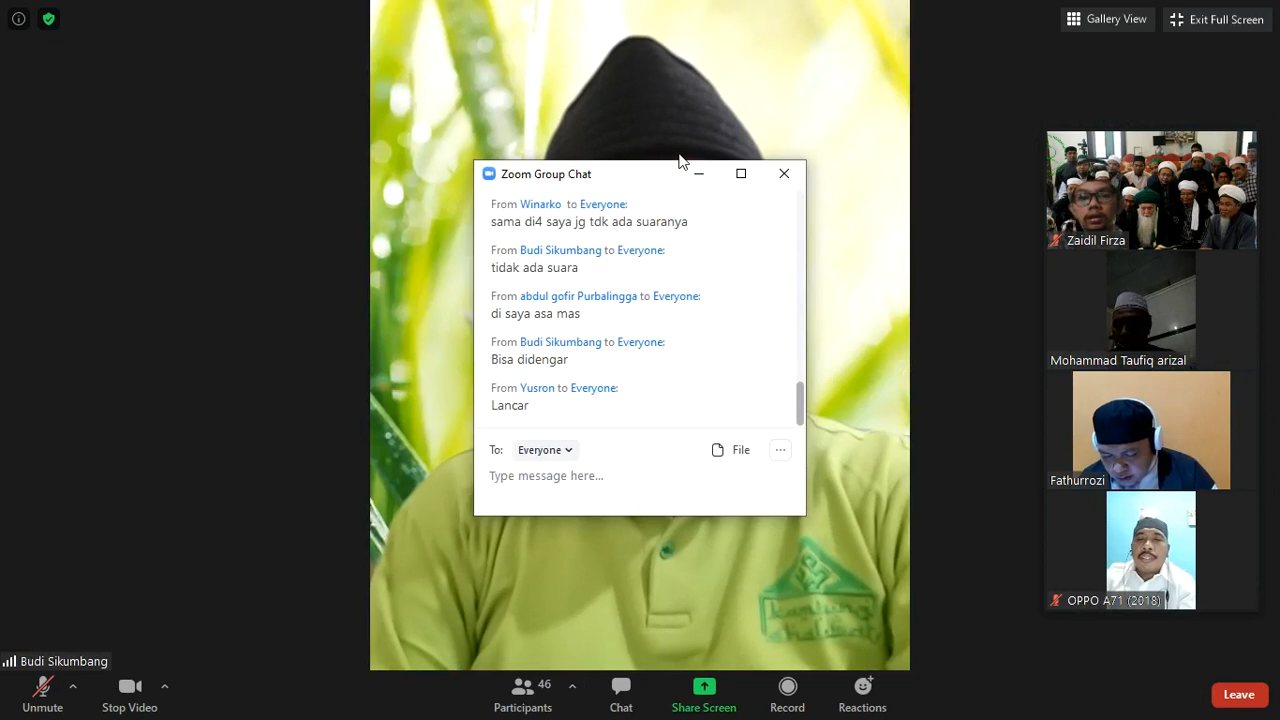 Gallery View
Exit Full Screen
Zoom Group Chat
From Winarko to Everyone:
sama di4 saya jg tdk ada suaranya
From Budi Sikumbang to Everyone:
tidak ada suara
From abdul gofir Purbalingga to Everyone:
di saya asa mas
From Budi Sikumbang to Everyone:
Bisa didengar
From Yusron to Everyone:
Lancar
To: Everyone
File
Type message here...
Zaidil Firza
Mohammad Taufiq arizal
Fathurrozi
OPPO A71 (2018)
Budi Sikumbang
Unmute
Stop Video
46
Participants
Chat
Share Screen
Record
Reactions
Leave